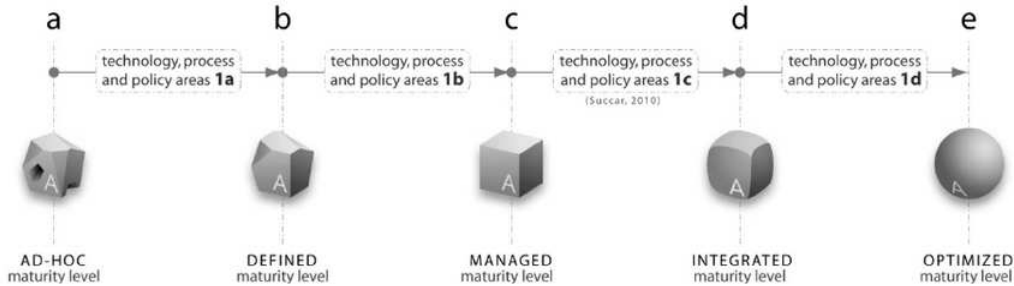 a
b
c
d
e
technology, process
and policy areas 1a
technology, process
and policy areas 1b
technology, process
and policy areas 1c
(Succar, 2010)
technology, process
and policy areas 1d
A
A
A
A
A
AD-HOC
maturity level
DEFINED
maturity level
MANAGED
maturity level
INTEGRATED
maturity level
OPTIMIZED
maturity level